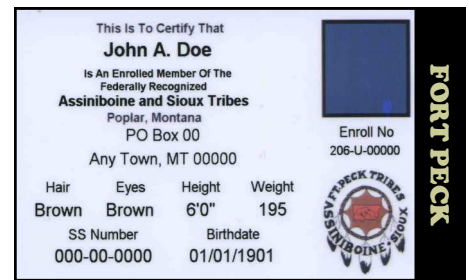 This Is To Certify That
John A. Doe
Is An Enrolled Member Of The
Federally Recognized
Assiniboine and Sioux Tribes
Poplar, Montana
PO Box 00
Any Town, MT 00000
Hair Eyes Height Weight
Brown Brown 6'0" 195
SS Number Birthdate
000-00-0000 01/01/1901
Enroll No
206-U-00000
FT. PECK TRIBES
ASSINIBOINE · SIOUX
FORT PECK